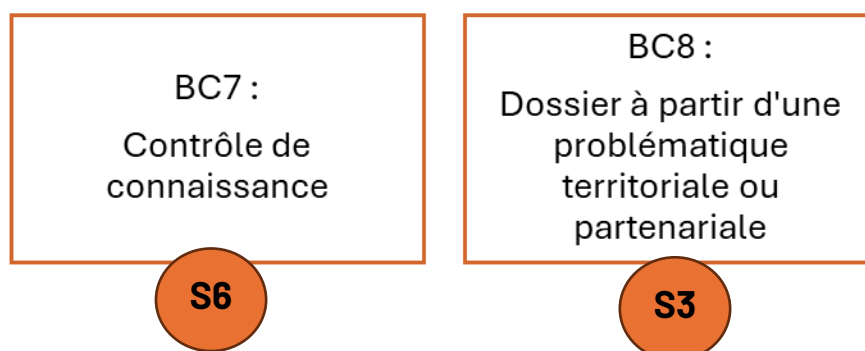 BC7 :
Contrôle de
connaissance
S6
BC8 :
Dossier à partir d'une
problématique
territoriale ou
partenariale
S3